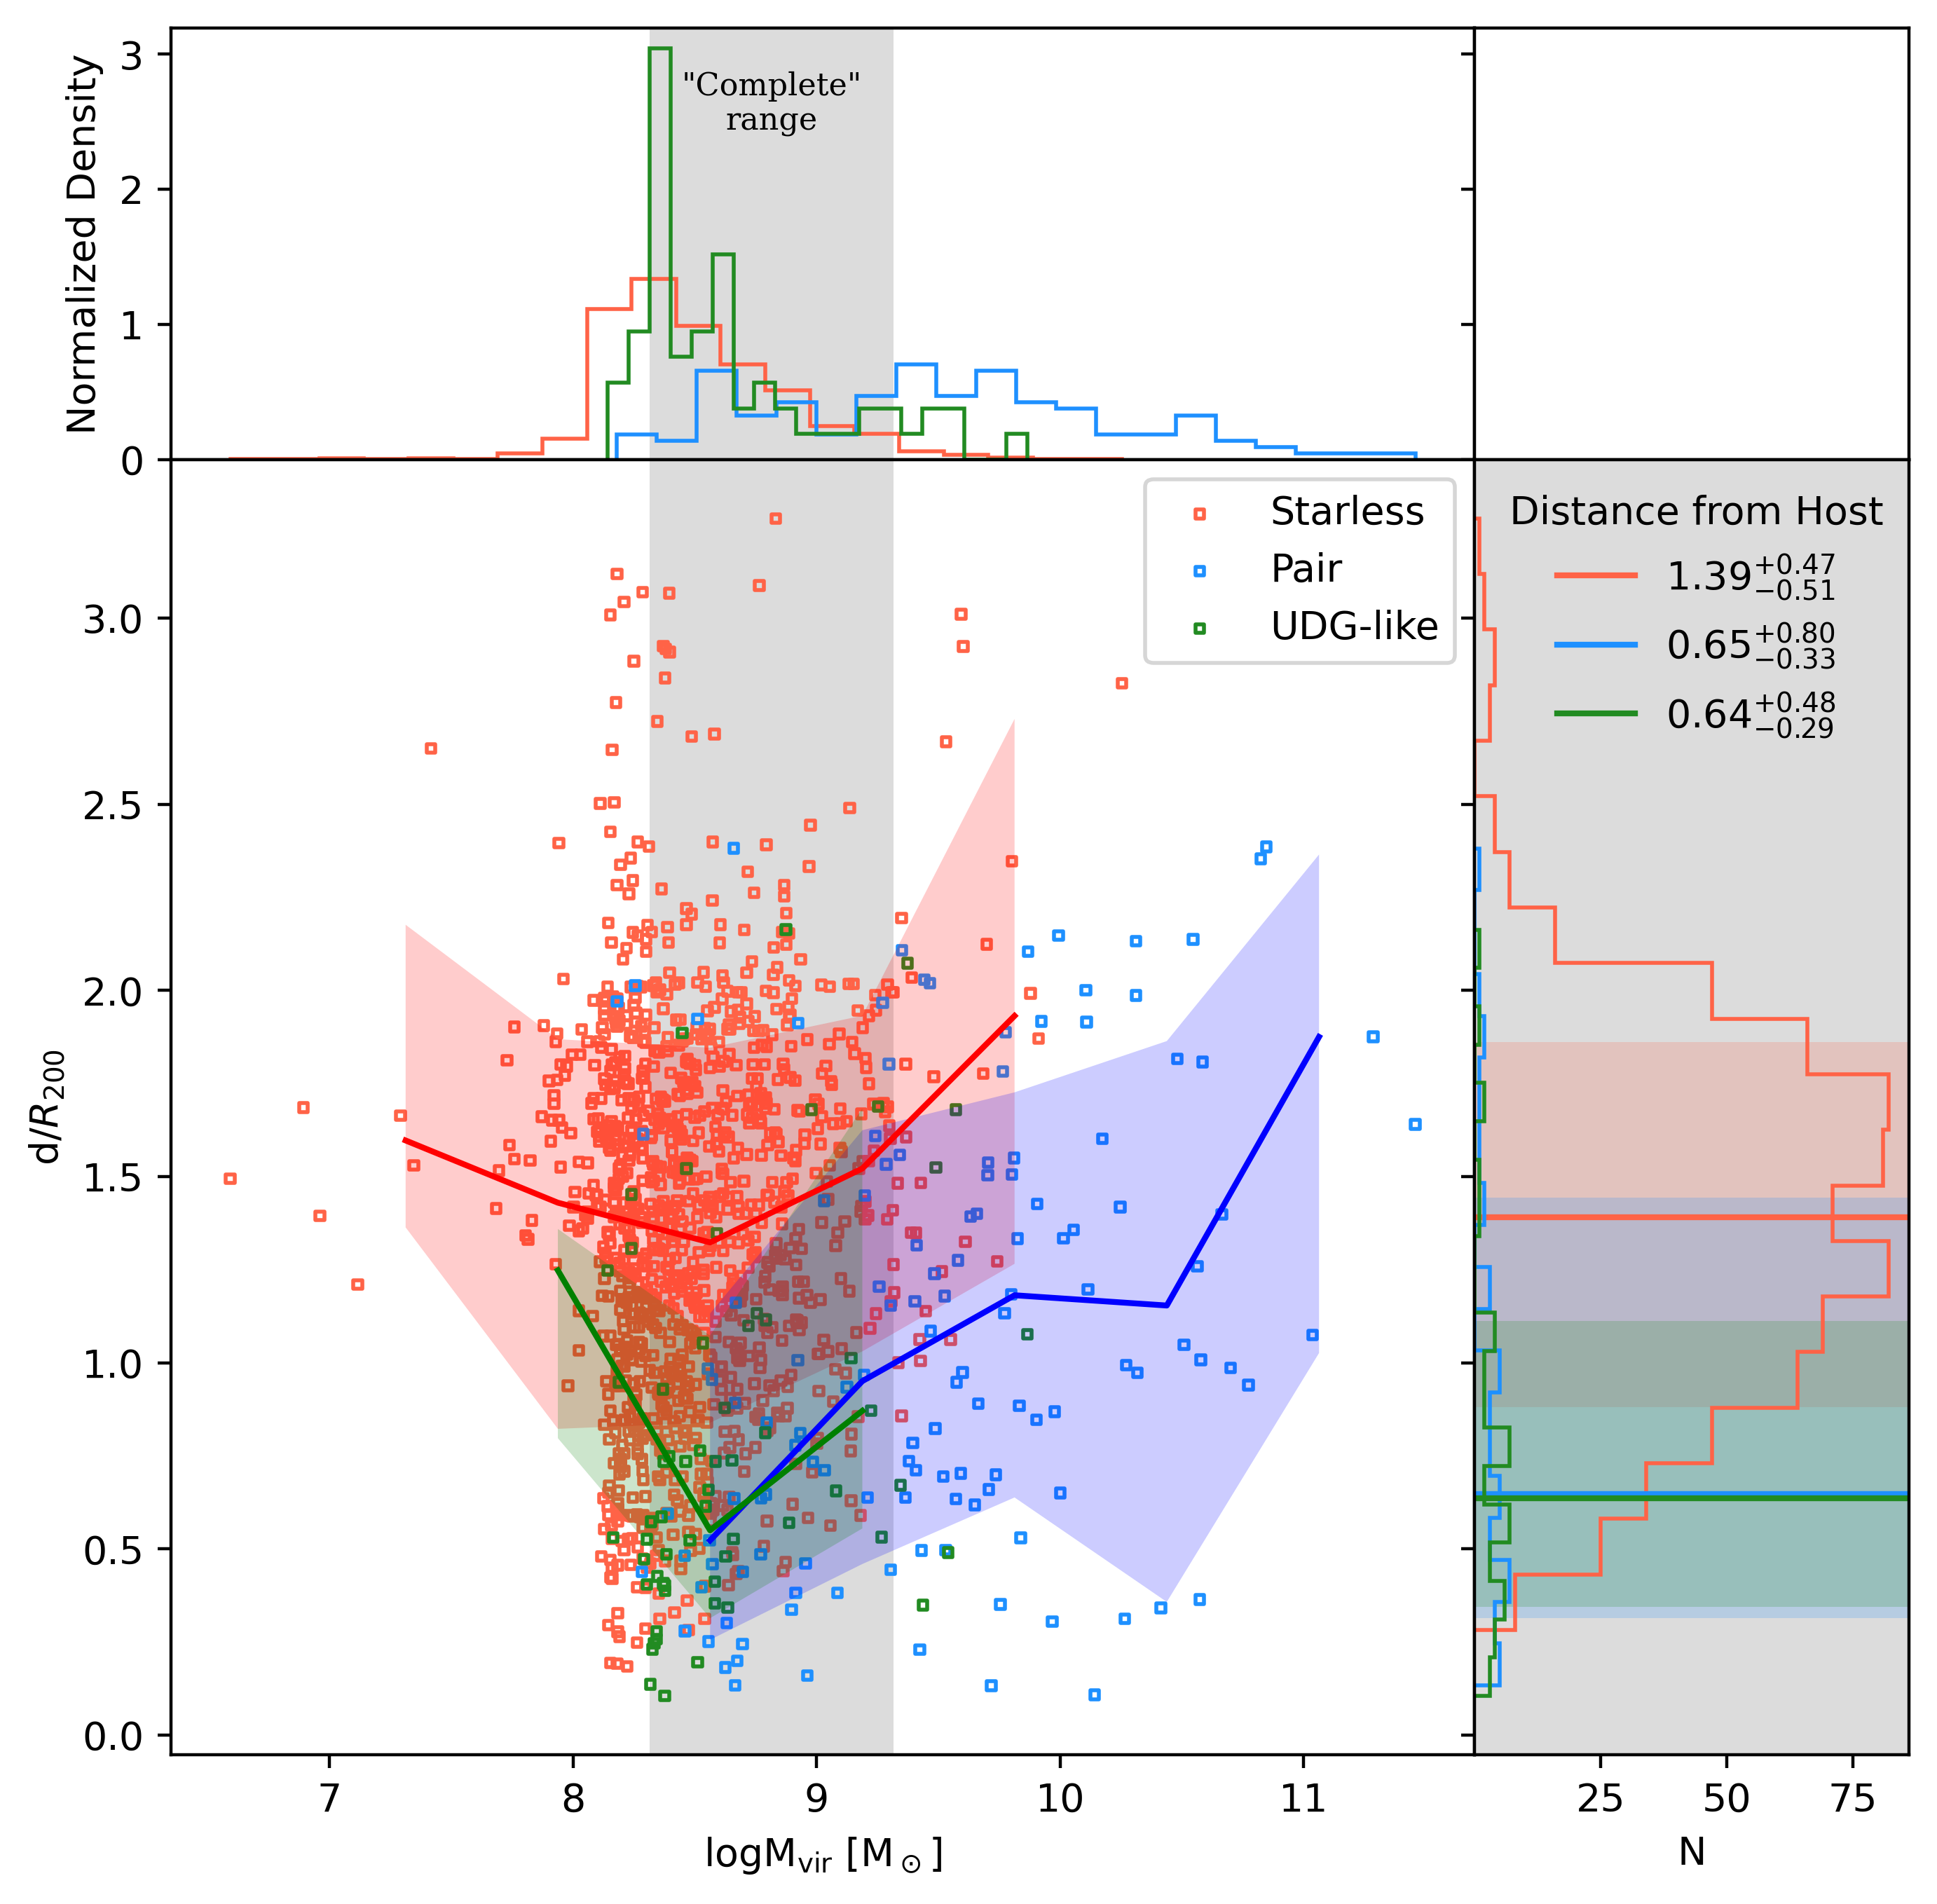 Normalized Density
3
2
1
0
"Complete"
range
Starless
Pair
UDG-like
Distance from Host
1.39+0.47−0.51
0.65+0.80−0.33
0.64+0.48−0.29
d/R200
3.0
2.5
2.0
1.5
1.0
0.5
0.0
7 8 9 10 11
25 50 75
logMvir [M⊙]
N